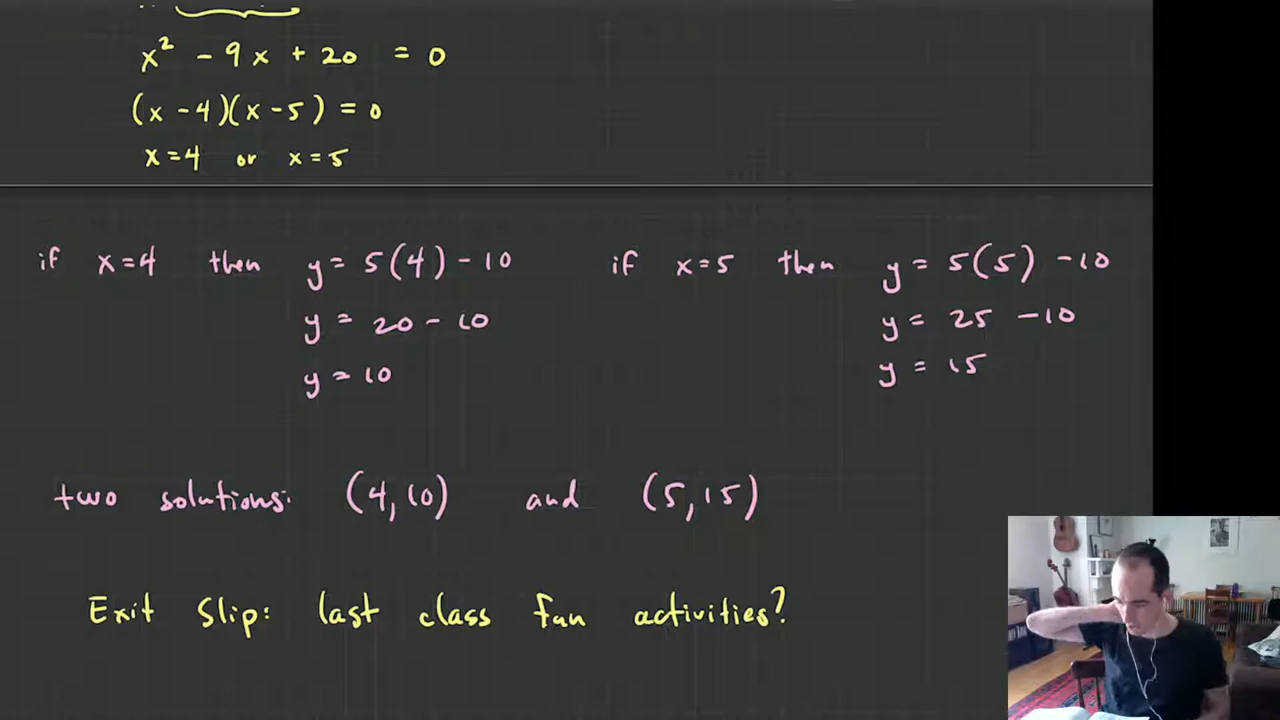 x² - 9x + 20 = 0
(x - 4)(x - 5) = 0
x = 4 or x = 5
if x = 4 then y = 5(4) - 10
y = 20 - 10
y = 10
if x = 5 then y = 5(5) - 10
y = 25 - 10
y = 15
two solutions: (4, 10) and (5, 15)
Exit Slip: last class fun activities?